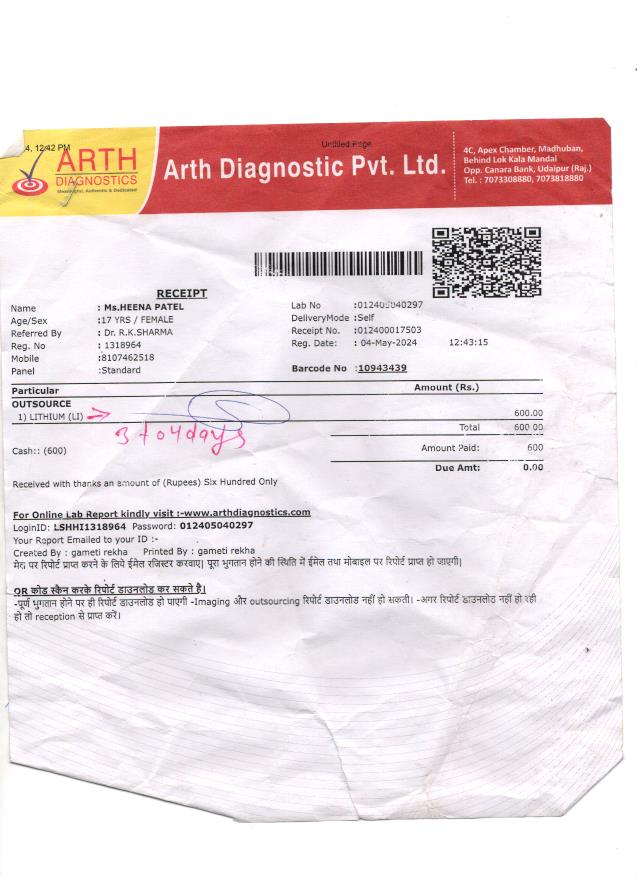 4, 12:42 PM
Untitled Page
ARTH
DIAGNOSTICS
Meaningful, Authentic & Dedicated
Arth Diagnostic Pvt. Ltd.
4C, Apex Chamber, Madhuban,
Behind Lok Kala Mandal
Opp. Canara Bank, Udaipur (Raj.)
Tel. : 7073308880, 7073818880
RECEIPT
Name : Ms.HEENA PATEL
Age/Sex :17 YRS / FEMALE
Referred By : Dr. R.K.SHARMA
Reg. No : 1318964
Mobile :8107462518
Panel :Standard
Lab No :012405040297
DeliveryMode :Self
Receipt No. :012400017503
Reg. Date: : 04-May-2024 12:43:15
Barcode No :10943439
Particular Amount (Rs.)
OUTSOURCE
1) LITHIUM (LI) 600.00
3 to 4 days
Total 600.00
Cash:: (600) Amount Paid: 600
Due Amt: 0.00
Received with thanks an amount of (Rupees) Six Hundred Only
For Online Lab Report kindly visit :-www.arthdiagnostics.com
LoginID: LSHHI1318964 Password: 012405040297
Your Report Emailed to your ID :-
Created By : gameti rekha Printed By : gameti rekha
मेल पर रिपोर्ट प्राप्त करने के लिये ईमेल रजिस्टर करवाए। पूरा भुगतान होने की स्थिति में ईमेल तथा मोबाइल पर रिपोर्ट प्राप्त हो जाएगी।
QR कोड स्कैन करके रिपोर्ट डाउनलोड कर सकते है।
-पूर्ण भुगतान होने पर ही रिपोर्ट डाउनलोड हो पाएगी -Imaging और outsourcing रिपोर्ट डाउनलोड नहीं हो सकती। -अगर रिपोर्ट डाउनलोड नहीं हो रही
हो तो reception से प्राप्त करें।